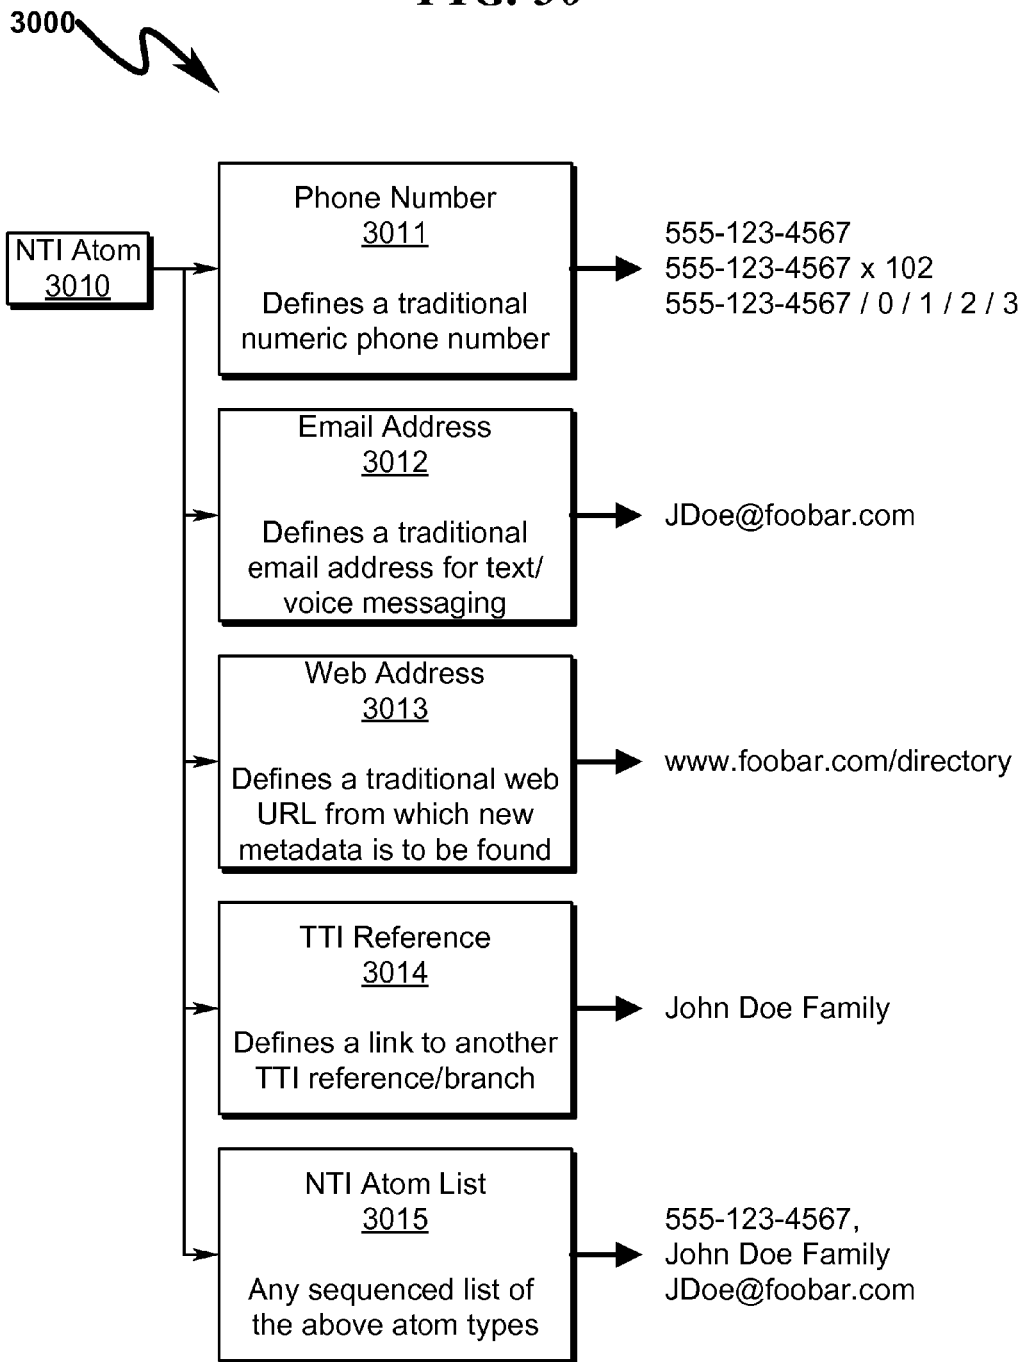 FIG. 30
3000
Phone Number
3011
Defines a traditional
numeric phone number
555-123-4567
555-123-4567 x 102
555-123-4567 / 0 / 1 / 2 / 3
NTI Atom
3010
Email Address
3012
Defines a traditional
email address for text/
voice messaging
JDoe@foobar.com
Web Address
3013
Defines a traditional web
URL from which new
metadata is to be found
www.foobar.com/directory
TTI Reference
3014
Defines a link to another
TTI reference/branch
John Doe Family
NTI Atom List
3015
Any sequenced list of
the above atom types
555-123-4567,
John Doe Family
JDoe@foobar.com